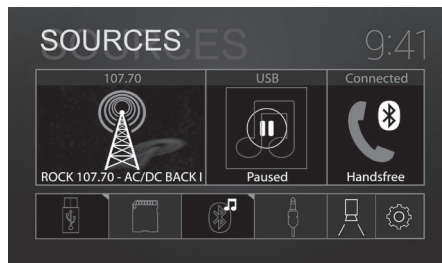 SOURCES
9:41
107.70
USB
Connected
ROCK 107.70 - AC/DC BACK I
Paused
Handsfree